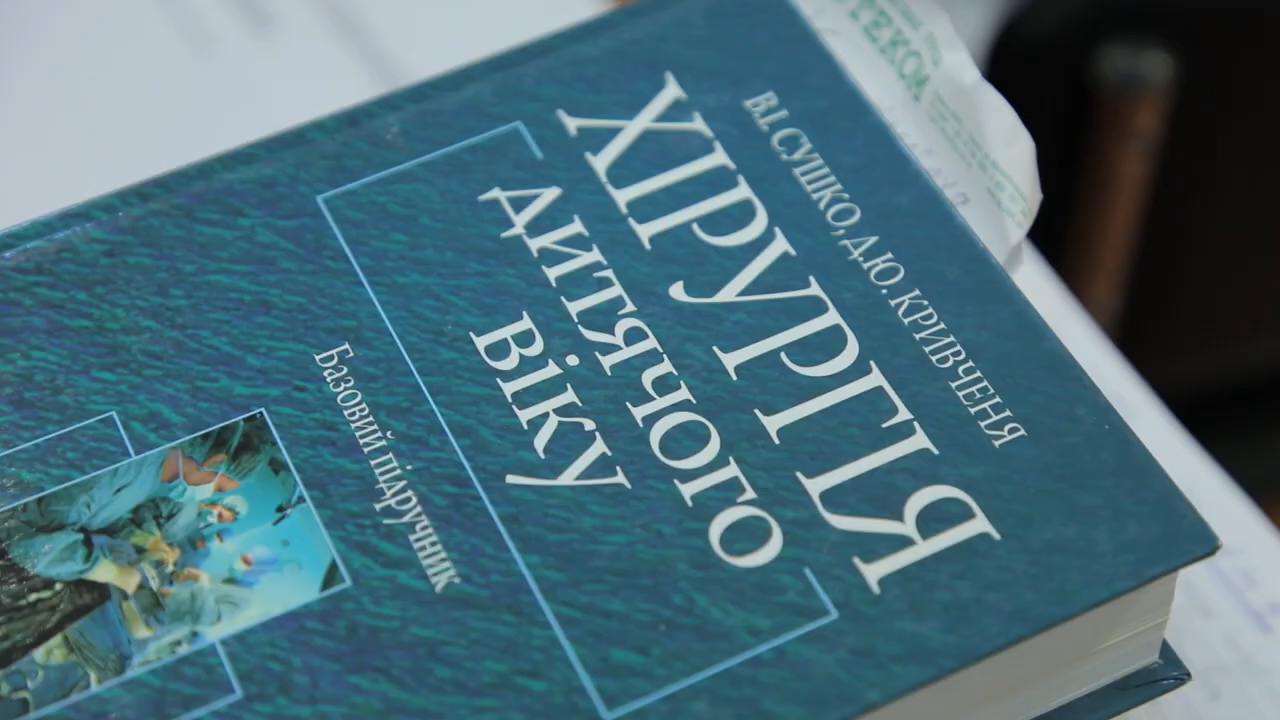 В.І. СУШКО, Д.Ю. КРИВЧЕНЯ
ХІРУРГІЯ
ДИТЯЧОГО
ВІКУ
Базовий підручник